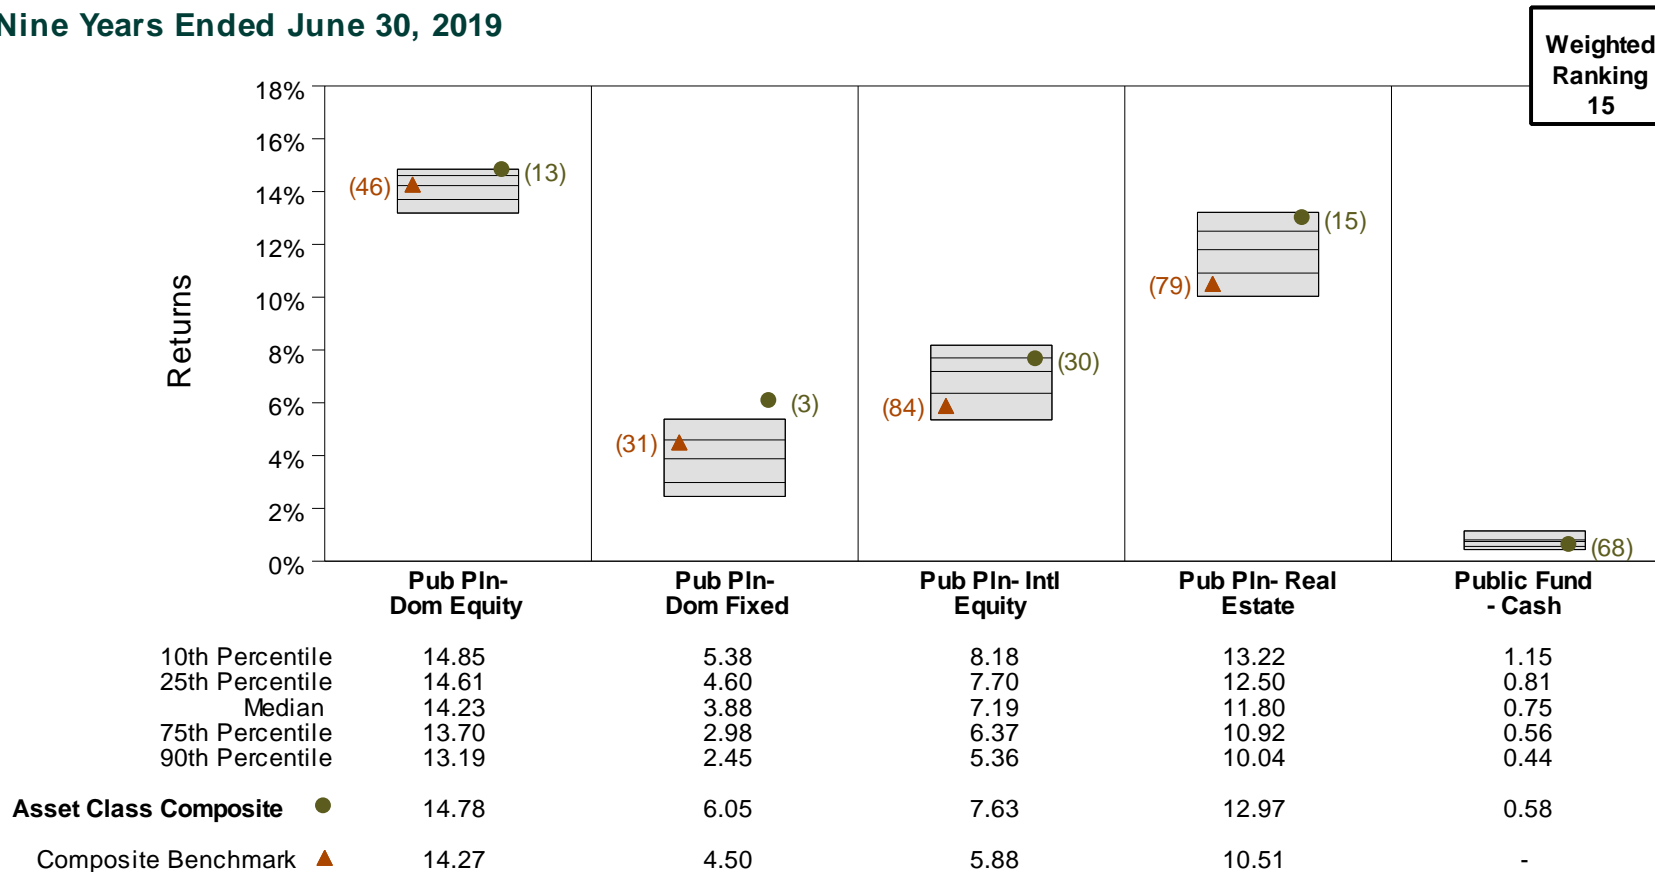 Nine Years Ended June 30, 2019
Weighted
Ranking
15
18%
16%
14%
12%
10%
8%
6%
4%
2%
0%
Returns
(46)
(13)
(31)
(3)
(84)
(30)
(79)
(15)
(68)
Pub Pln- Dom Equity
Pub Pln- Dom Fixed
Pub Pln- Intl Equity
Pub Pln- Real Estate
Public Fund - Cash
10th Percentile 14.85 5.38 8.18 13.22 1.15
25th Percentile 14.61 4.60 7.70 12.50 0.81
Median 14.23 3.88 7.19 11.80 0.75
75th Percentile 13.70 2.98 6.37 10.92 0.56
90th Percentile 13.19 2.45 5.36 10.04 0.44
Asset Class Composite 14.78 6.05 7.63 12.97 0.58
Composite Benchmark 14.27 4.50 5.88 10.51 -